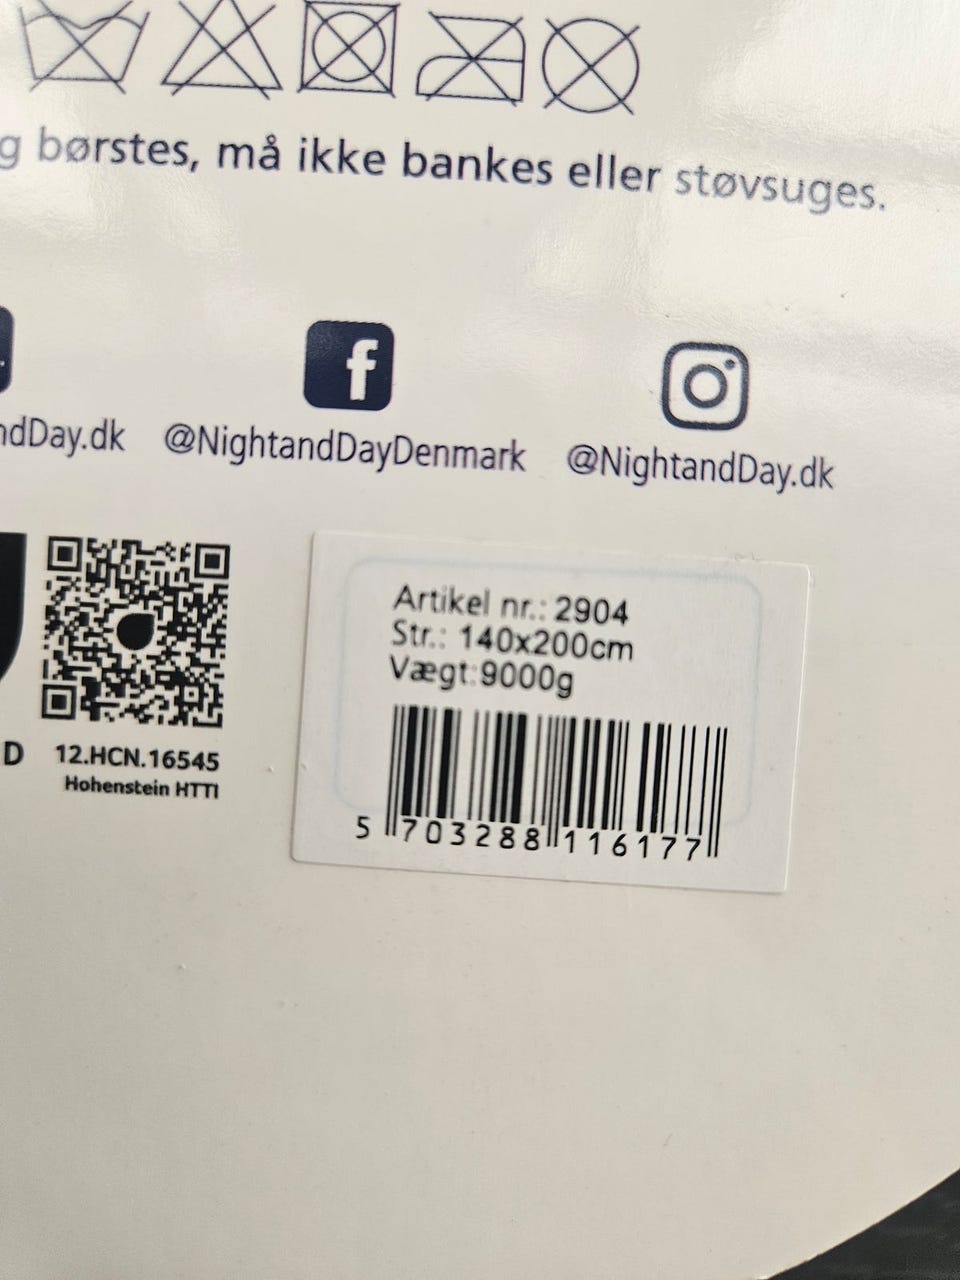 g børstes, må ikke bankes eller støvsuges.
ndDay.dk @NightandDayDenmark @NightandDay.dk
D 12.HCN.16545
Hohenstein HTTI
Artikel nr.: 2904
Str.: 140x200cm
Vægt:9000g
5 703288 116177